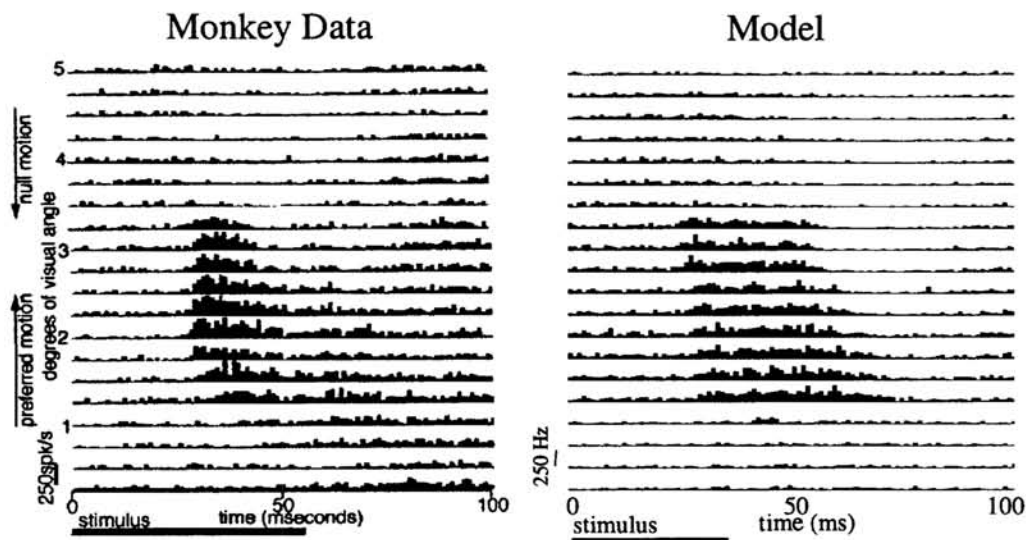 Monkey Data
5
4
3
2
1
null motion
preferred motion
degrees of visual angle
250spk/s
0 50 100
stimulus time (mseconds)
Model
250 Hz
0 50 100
stimulus time (ms)